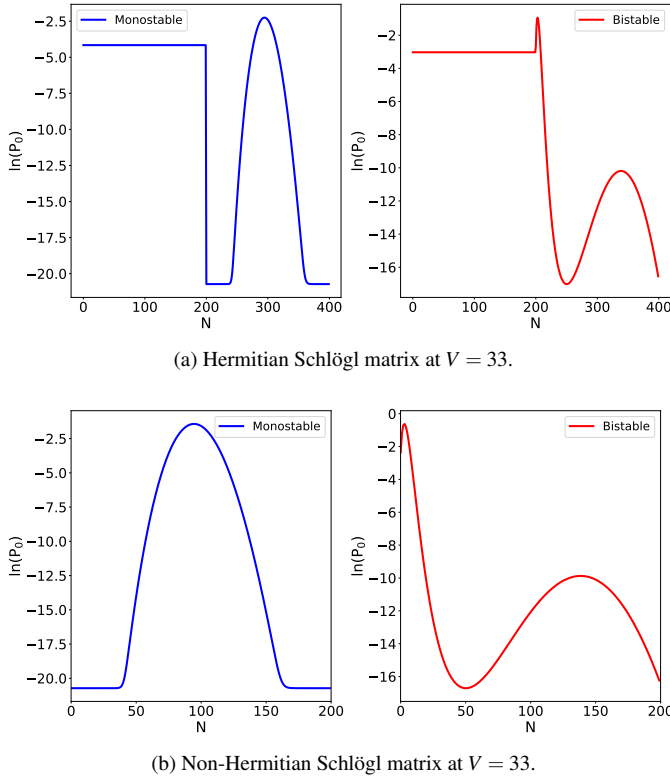 Monostable
Bistable
−2.5
−5.0
−7.5
−10.0
−12.5
−15.0
−17.5
−20.0
ln(P₀)
0 100 200 300 400
N
−2
−4
−6
−8
−10
−12
−14
−16
ln(P₀)
0 100 200 300 400
N
(a) Hermitian Schlögl matrix at V = 33.
Monostable
Bistable
−2.5
−5.0
−7.5
−10.0
−12.5
−15.0
−17.5
−20.0
ln(P₀)
0 50 100 150 200
N
0
−2
−4
−6
−8
−10
−12
−14
−16
ln(P₀)
0 50 100 150 200
N
(b) Non-Hermitian Schlögl matrix at V = 33.